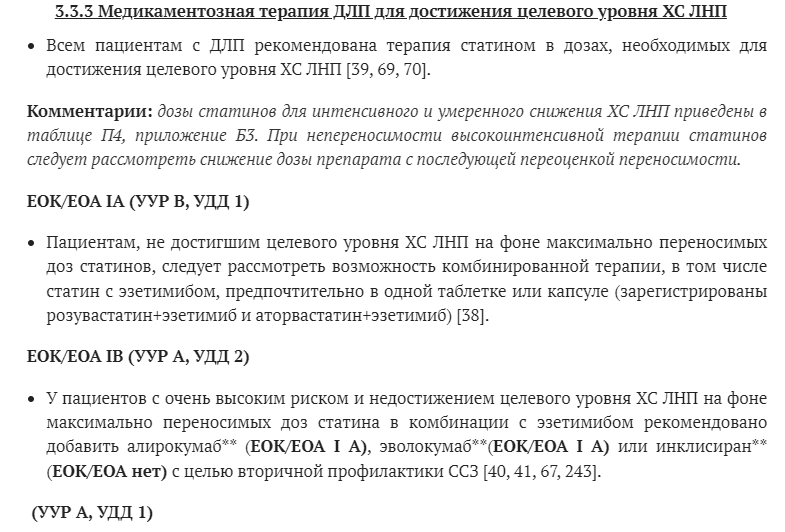 3.3.3 Медикаментозная терапия ДЛП для достижения целевого уровня ХС ЛНП
• Всем пациентам с ДЛП рекомендована терапия статином в дозах, необходимых для
достижения целевого уровня ХС ЛНП [39, 69, 70].
Комментарии: дозы статинов для интенсивного и умеренного снижения ХС ЛНП приведены в
таблице П4, приложение Б3. При непереносимости высокоинтенсивной терапии статинов
следует рассмотреть снижение дозы препарата с последующей переоценкой переносимости.
ЕОК/ЕОА IA (УУР В, УДД 1)
• Пациентам, не достигшим целевого уровня ХС ЛНП на фоне максимально переносимых
доз статинов, следует рассмотреть возможность комбинированной терапии, в том числе
статин с эзетимибом, предпочтительно в одной таблетке или капсуле (зарегистрированы
розувастатин+эзетимиб и аторвастатин+эзетимиб) [38].
ЕОК/ЕОА IB (УУР А, УДД 2)
• У пациентов с очень высоким риском и недостижением целевого уровня ХС ЛНП на фоне
максимально переносимых доз статина в комбинации с эзетимибом рекомендовано
добавить алирокумаб** (ЕОК/ЕОА I А), эволокумаб**(ЕОК/ЕОА I А) или инклисиран**
(ЕОК/ЕОА нет) с целью вторичной профилактики ССЗ [40, 41, 67, 243].
(УУР А, УДД 1)